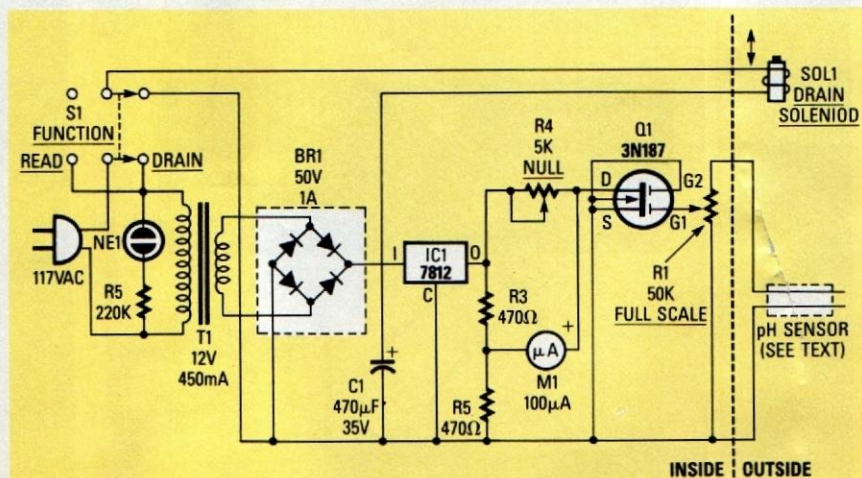 S1
FUNCTION
READ
DRAIN
117VAC
NE1
R5
220K
T1
12V
450mA
BR1
50V
1A
C1
470μF
35V
I
IC1
7812
O
C
R3
470Ω
R5
470Ω
R4
5K
NULL
+
μA
M1
100μA
+
Q1
3N187
D
S
G2
G1
R1
50K
FULL SCALE
SOL1
DRAIN
SOLENIOD
pH SENSOR
(SEE TEXT)
INSIDE
OUTSIDE